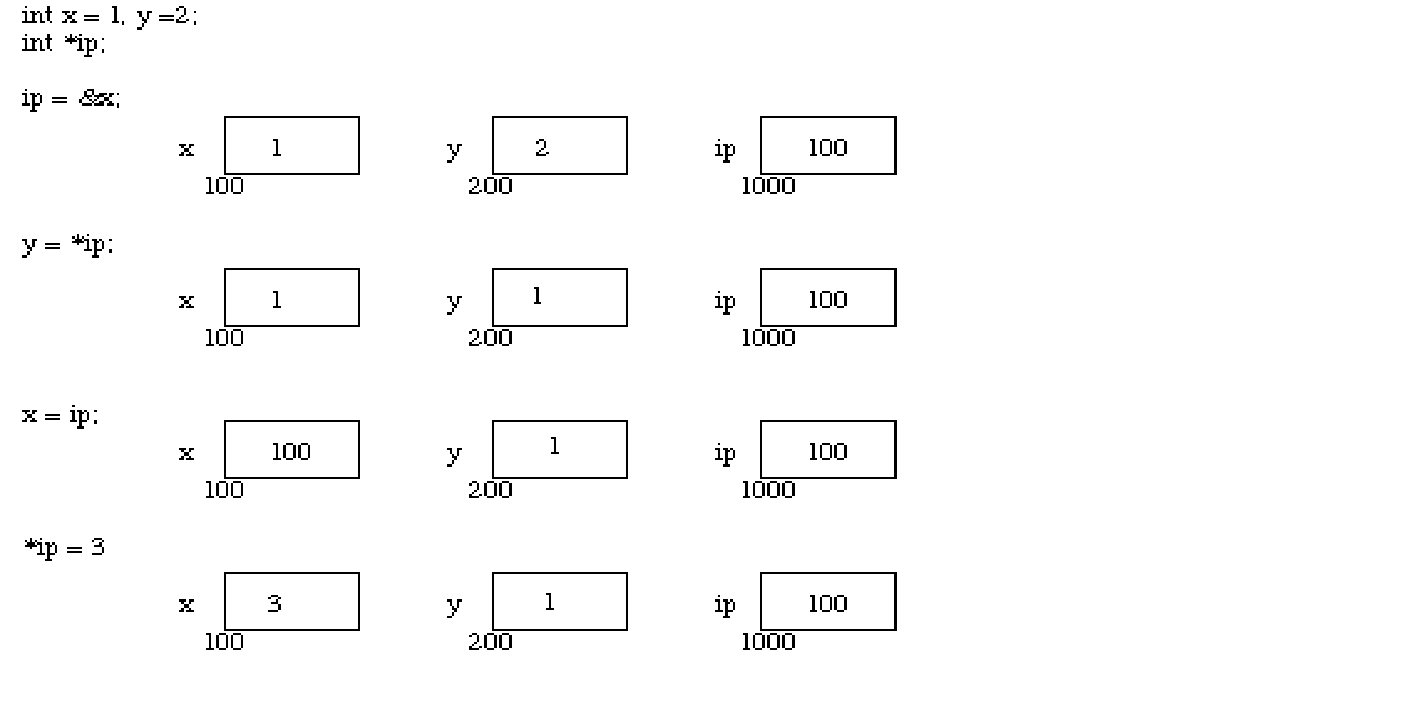 int x = 1, y =2;
int *ip;
ip = &x;
x 1 y 2 ip 100
100 200 1000
y = *ip;
x 1 y 1 ip 100
100 200 1000
x = ip;
x 100 y 1 ip 100
100 200 1000
*ip = 3
x 3 y 1 ip 100
100 200 1000